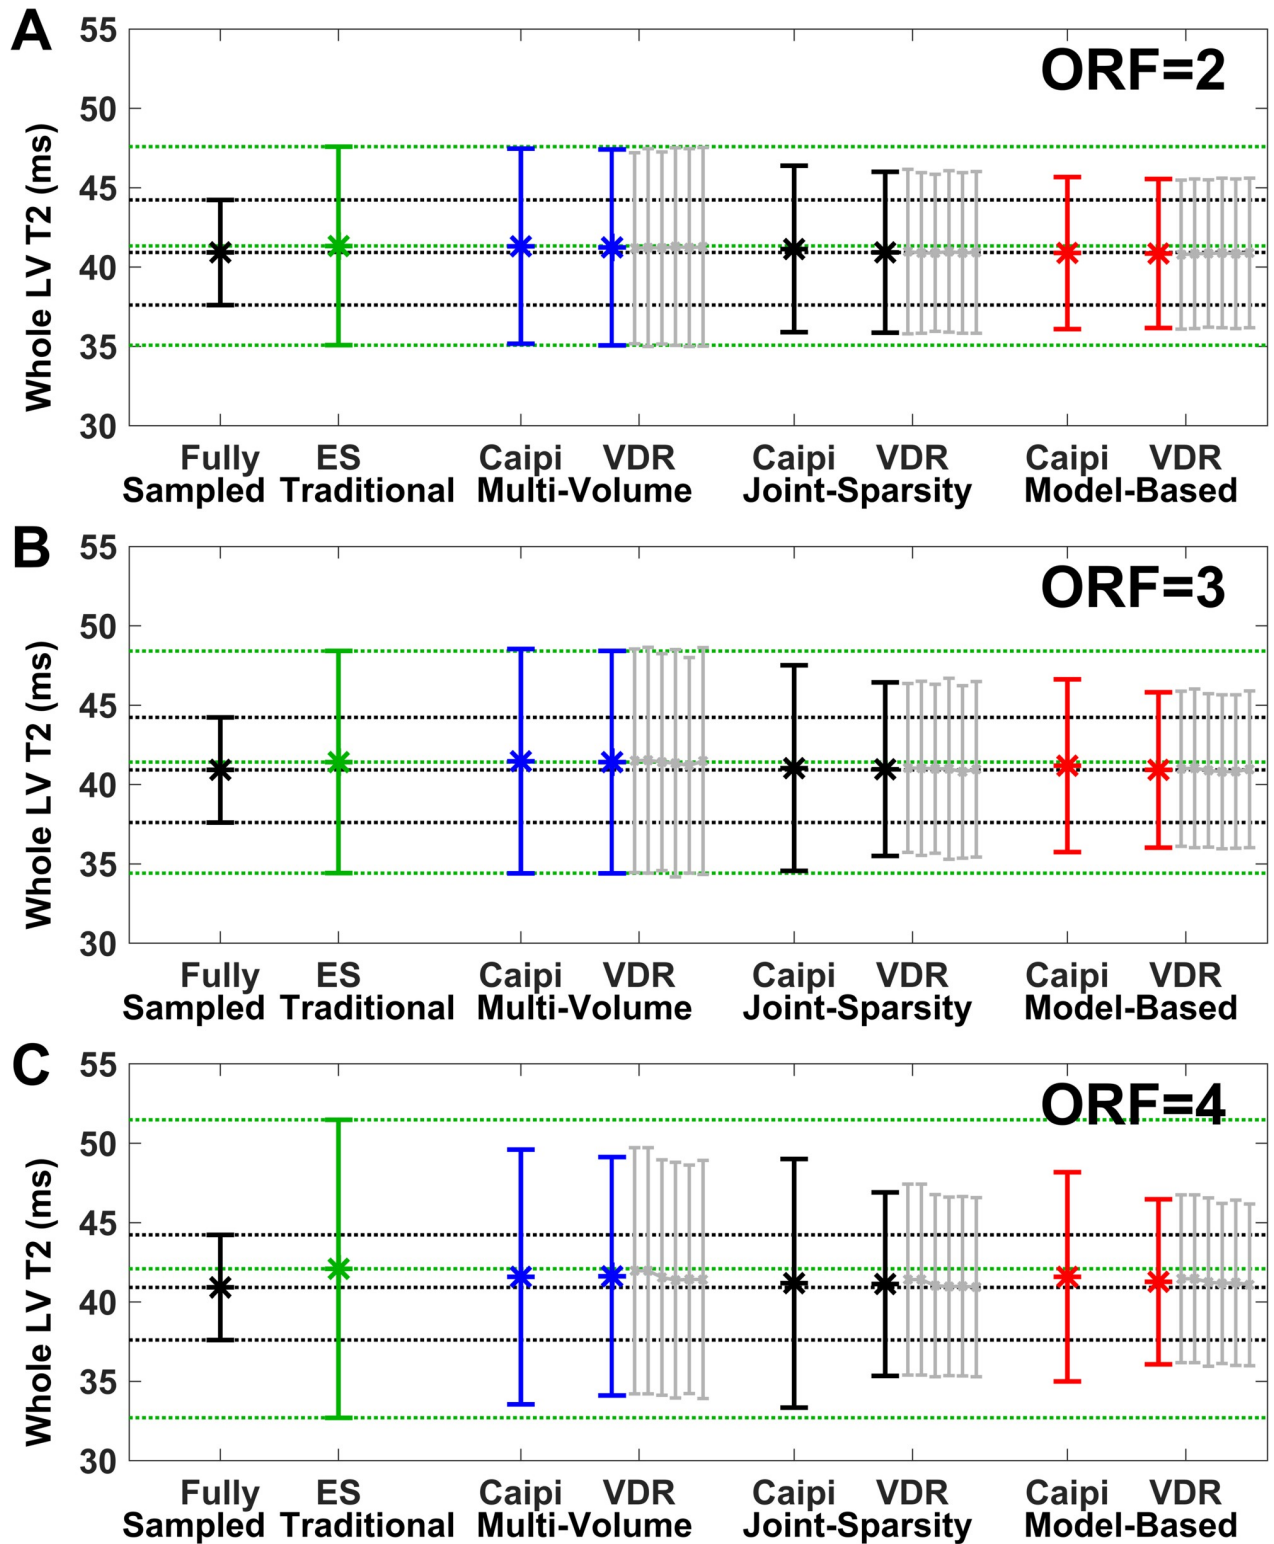 A
55
ORF=2
50
45
40
35
30
Whole LV T2 (ms)
Fully ES Caipi VDR Caipi VDR Caipi VDR
Sampled Traditional Multi-Volume Joint-Sparsity Model-Based
B
55
ORF=3
50
45
40
35
30
Whole LV T2 (ms)
Fully ES Caipi VDR Caipi VDR Caipi VDR
Sampled Traditional Multi-Volume Joint-Sparsity Model-Based
C
55
ORF=4
50
45
40
35
30
Whole LV T2 (ms)
Fully ES Caipi VDR Caipi VDR Caipi VDR
Sampled Traditional Multi-Volume Joint-Sparsity Model-Based